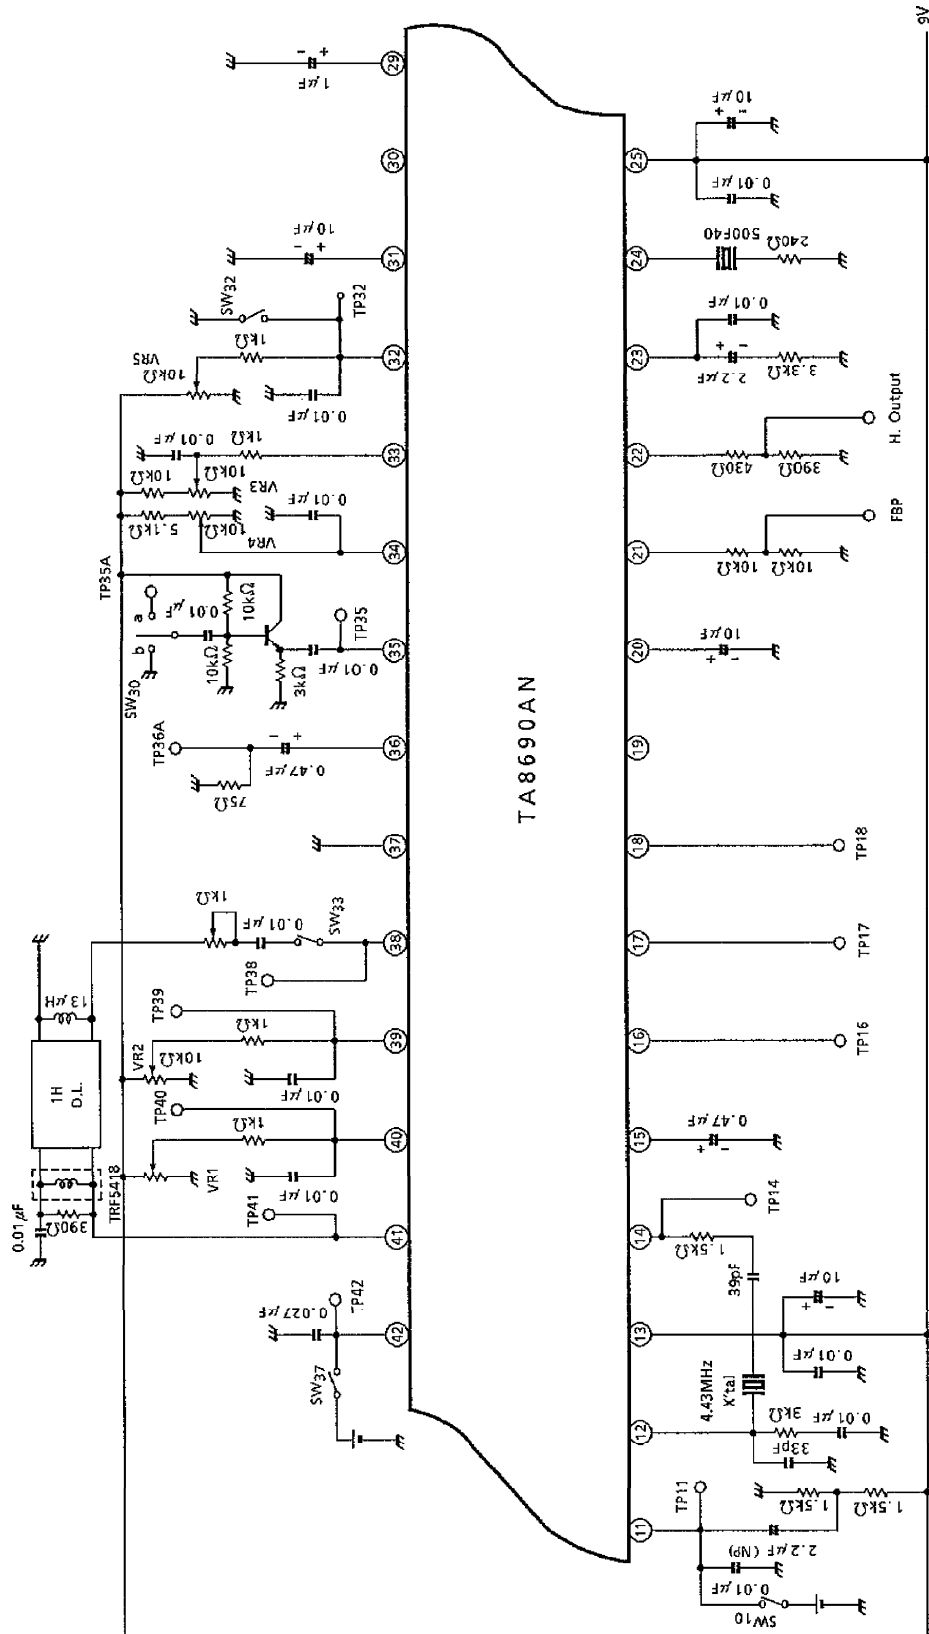 9V
29
1μF
+
-
30
31
10μF
+
-
32
TP32
SW32
1kΩ
VR5
10kΩ
0.01μF
33
1kΩ
0.01μF
10kΩ
10kΩ
VR3
34
0.01μF
VR4
10kΩ
5.1kΩ
TP35A
35
TP35
0.01μF
3kΩ
10kΩ
10kΩ
0.01μF
a
b
SW30
36
TP36A
0.47μF
+
-
75Ω
37
38
TP38
SW33
0.01μF
1kΩ
13μH
1H
D.L.
39
TP39
1kΩ
VR2
10kΩ
0.01μF
40
TP40
1kΩ
VR1
0.01μF
41
TP41
TRF5418
390Ω
0.01μF
42
TP42
0.027μF
SW37
TA8690AN
25
10μF
+
-
0.01μF
24
500F40
240Ω
23
0.01μF
2.2μF
+
-
3.3kΩ
22
430Ω
390Ω
H. Output
21
10kΩ
10kΩ
FBP
20
10μF
+
-
19
18
TP18
17
TP17
16
TP16
15
0.47μF
+
-
14
TP14
1.5kΩ
39pF
13
10μF
+
-
0.01μF
4.43MHz
X'tal
12
3kΩ
0.01μF
33pF
11
TP11
1.5kΩ
1.5kΩ
2.2μF (NP)
0.01μF
SW10